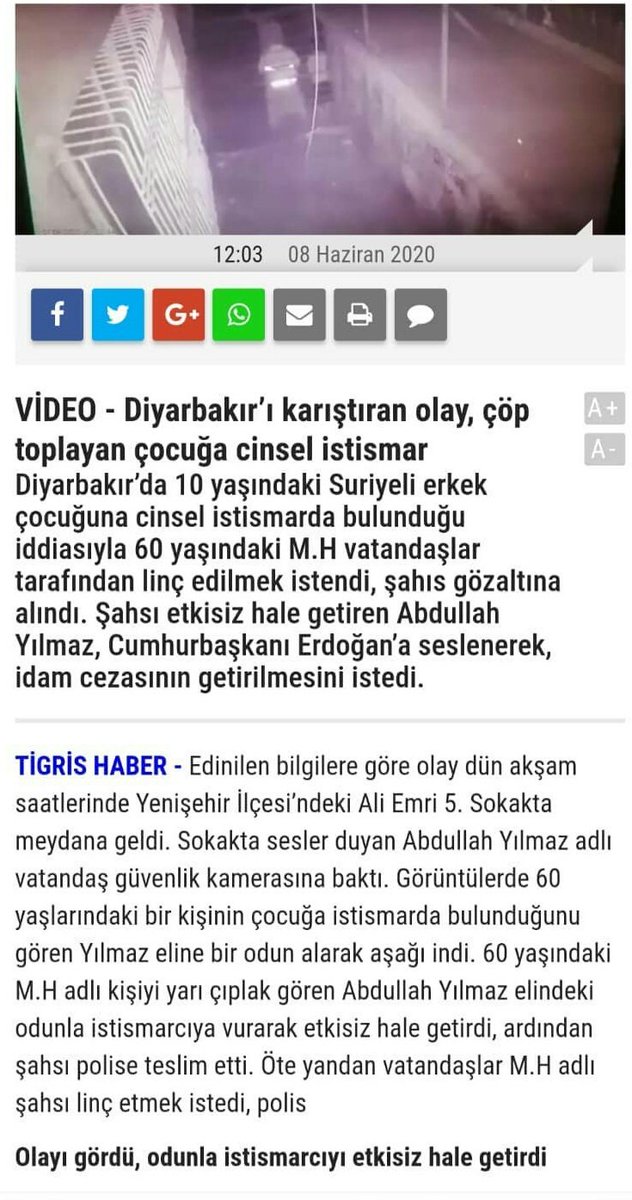 12:03 08 Haziran 2020
VİDEO - Diyarbakır’ı karıştıran olay, çöp
toplayan çocuğa cinsel istismar
A+
A-
Diyarbakır’da 10 yaşındaki Suriyeli erkek
çocuğuna cinsel istismarda bulunduğu
iddiasıyla 60 yaşındaki M.H vatandaşlar
tarafından linç edilmek istendi, şahıs gözaltına
alındı. Şahsı etkisiz hale getiren Abdullah
Yılmaz, Cumhurbaşkanı Erdoğan’a seslenerek,
idam cezasının getirilmesini istedi.
TİGRİS HABER - Edinilen bilgilere göre olay dün akşam
saatlerinde Yenişehir İlçesi’ndeki Ali Emri 5. Sokakta
meydana geldi. Sokakta sesler duyan Abdullah Yılmaz adlı
vatandaş güvenlik kamerasına baktı. Görüntülerde 60
yaşlarındaki bir kişinin çocuğa istismarda bulunduğunu
gören Yılmaz eline bir odun alarak aşağı indi. 60 yaşındaki
M.H adlı kişiyi yarı çıplak gören Abdullah Yılmaz elindeki
odunla istismarcıya vurarak etkisiz hale getirdi, ardından
şahsı polise teslim etti. Öte yandan vatandaşlar M.H adlı
şahsı linç etmek istedi, polis
Olayı gördü, odunla istismarcıyı etkisiz hale getirdi